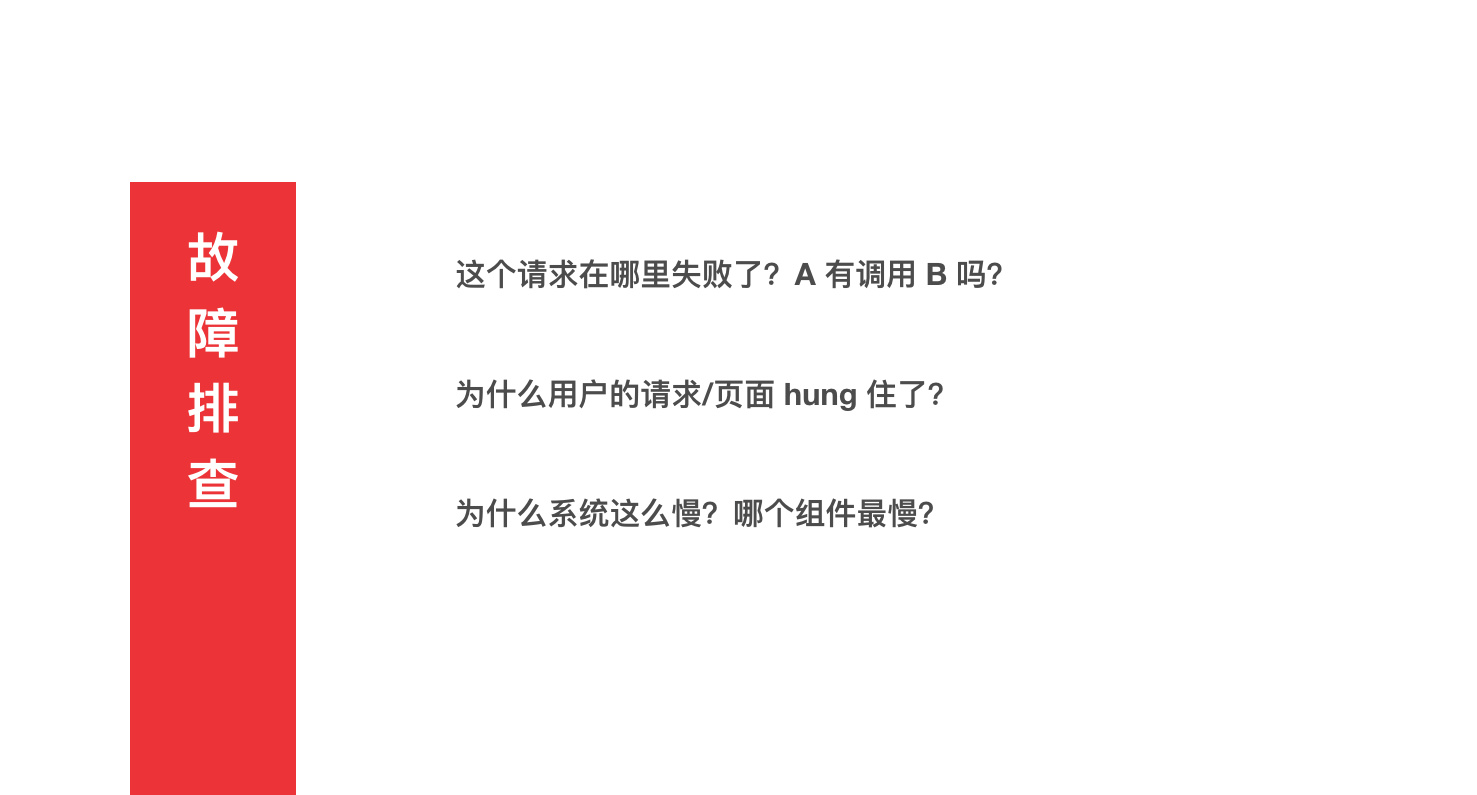 故障排查
这个请求在哪里失败了？A 有调用 B 吗？
为什么用户的请求/页面 hung 住了？
为什么系统这么慢？哪个组件最慢？